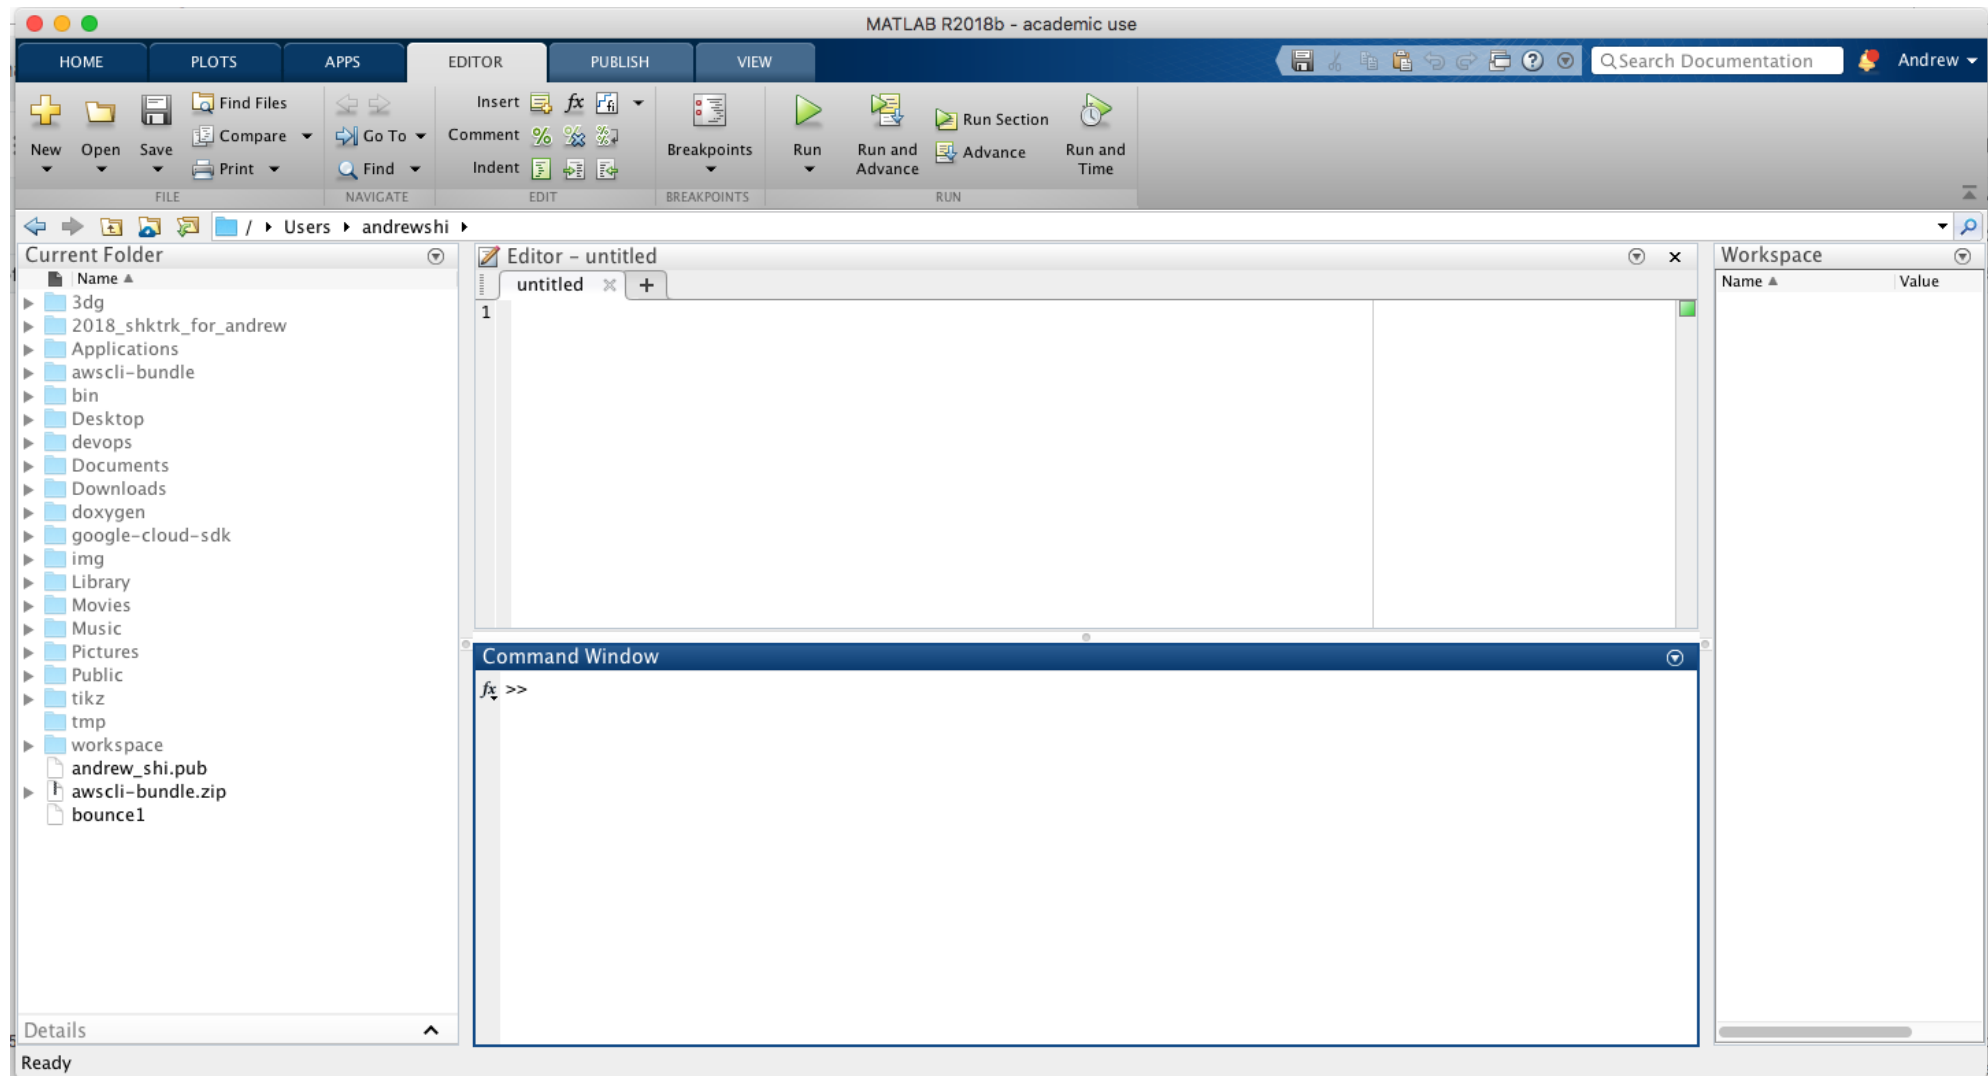 MATLAB R2018b - academic use
HOME PLOTS APPS EDITOR PUBLISH VIEW Search Documentation Andrew
New Open Save Find Files Compare Print
Go To Find
Insert fx fi
Comment % % %
Indent
Breakpoints Run Run and Advance Run Section Advance Run and Time
FILE NAVIGATE EDIT BREAKPOINTS RUN
/ Users andrewshi
Current Folder
Name
3dg
2018_shktrk_for_andrew
Applications
awscli-bundle
bin
Desktop
devops
Documents
Downloads
doxygen
google-cloud-sdk
img
Library
Movies
Music
Pictures
Public
tikz
tmp
workspace
andrew_shi.pub
awscli-bundle.zip
bounce1
Details
Editor - untitled
untitled +
1
Command Window
fx >>
Workspace
Name Value
Ready